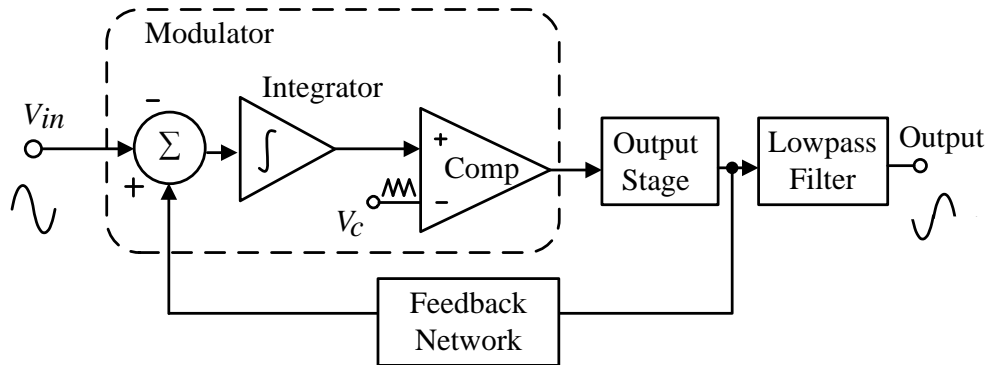 Modulator
Integrator
Vin
−
Σ
+
∫
+
−
Comp
Vc
Output
Stage
Lowpass
Filter
Output
Feedback
Network